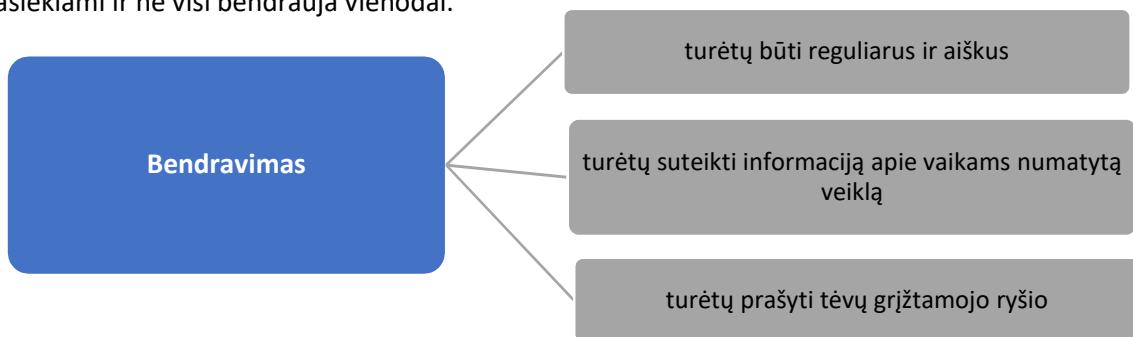 ir ne visi bendrauja vienodai.
turėtų būti reguliarus ir aiškus
Bendravimas
turėtų suteikti informaciją apie vaikams numatytą
veiklą
turėtų prašyti tėvų grįžtamojo ryšio